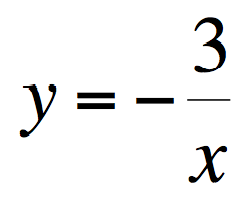 y = - 3/x